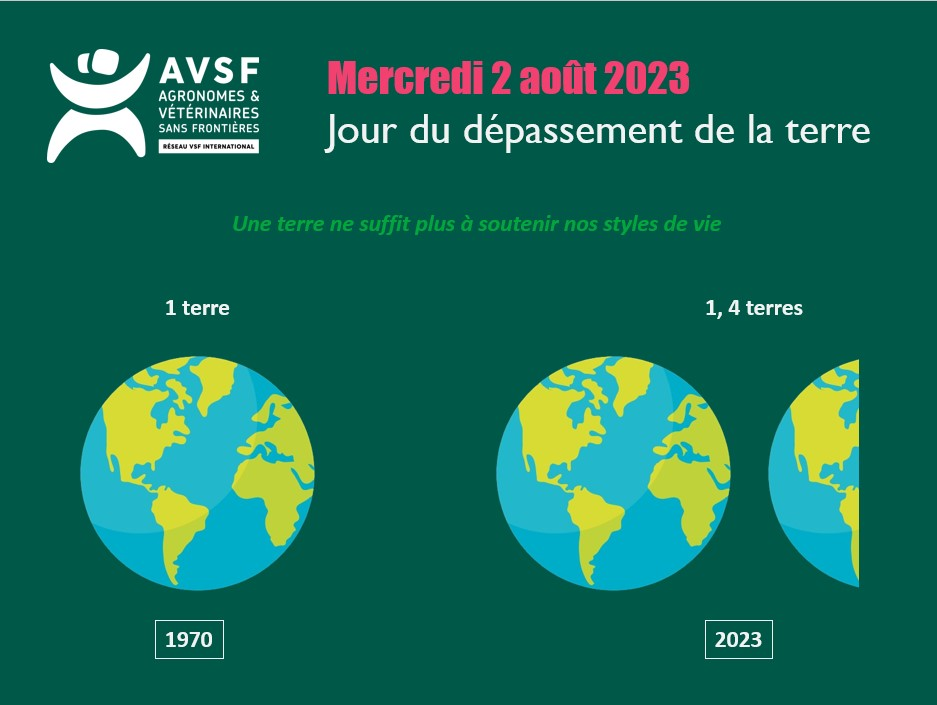 AVSF
AGRONOMES &
VÉTÉRINAIRES
SANS FRONTIÈRES
RÉSEAU VSF INTERNATIONAL
Mercredi 2 août 2023
Jour du dépassement de la terre
Une terre ne suffit plus à soutenir nos styles de vie
1 terre
1, 4 terres
1970
2023